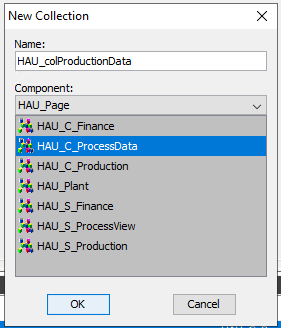 New Collection
Name:
HAU_colProductionData
Component:
HAU_Page
HAU_C_Finance
HAU_C_ProcessData
HAU_C_Production
HAU_Plant
HAU_S_Finance
HAU_S_ProcessView
HAU_S_Production
OK Cancel